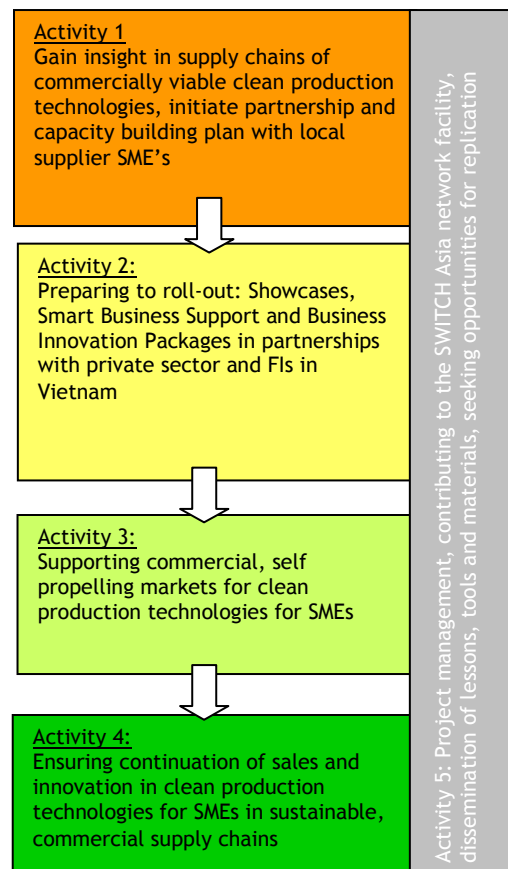 Activity 1
Gain insight in supply chains of
commercially viable clean production
technologies, initiate partnership and
capacity building plan with local
supplier SME's
Activity 2:
Preparing to roll-out: Showcases,
Smart Business Support and Business
Innovation Packages in partnerships
with private sector and FIs in
Vietnam
Activity 3:
Supporting commercial, self
propelling markets for clean
production technologies for SMEs
Activity 4:
Ensuring continuation of sales and
innovation in clean production
technologies for SMEs in sustainable,
commercial supply chains
Activity 5: Project management, contributing to the SWITCH Asia network facility,
dissemination of lessons, tools and materials, seeking opportunities for replication